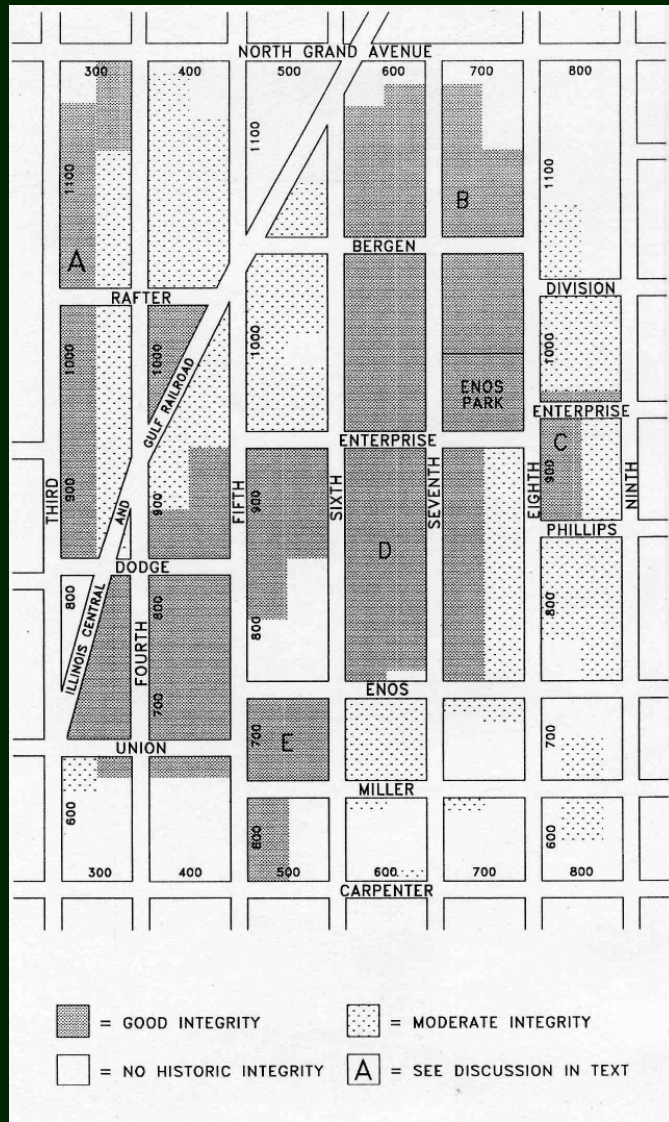 NORTH GRAND AVENUE
300 400 500 600 700 800
1100 1100 1100
A B
BERGEN
RAFTER DIVISION
1000 1000 1000 1000
GULF RAILROAD
ENOS
PARK
ENTERPRISE ENTERPRISE
C
900 900 900 900
THIRD AND FIFTH SIXTH SEVENTH EIGHTH NINTH
D
PHILLIPS
DODGE
800 800 800 800
ILLINOIS CENTRAL
FOURTH
ENOS
700 700 700
E
UNION
MILLER
600 600 600
300 400 500 600 700 800
CARPENTER
= GOOD INTEGRITY = MODERATE INTEGRITY
= NO HISTORIC INTEGRITY A = SEE DISCUSSION IN TEXT